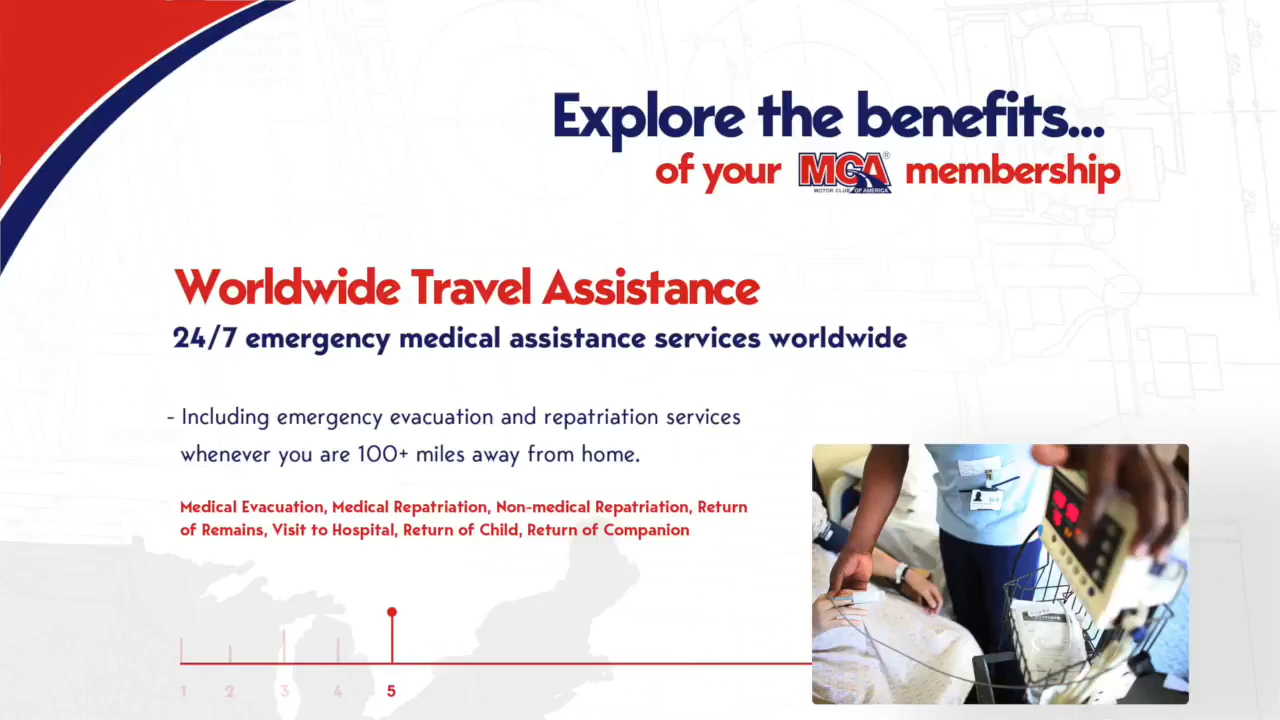 Explore the benefits...
of your MCA® membership
MOTOR CLUB OF AMERICA
Worldwide Travel Assistance
24/7 emergency medical assistance services worldwide
- Including emergency evacuation and repatriation services
whenever you are 100+ miles away from home.
Medical Evacuation, Medical Repatriation, Non-medical Repatriation, Return
of Remains, Visit to Hospital, Return of Child, Return of Companion
1 2 3 4 5